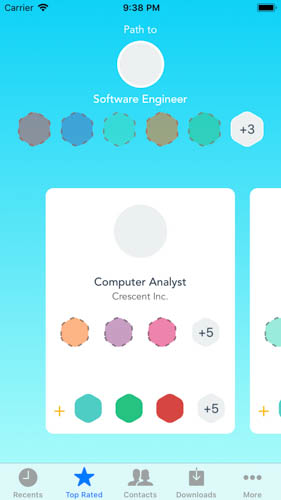 Carrier 9:38 PM
Path to
Software Engineer
+3
Computer Analyst
Crescent Inc.
+5
+ +5 +
Recents Top Rated Contacts Downloads More